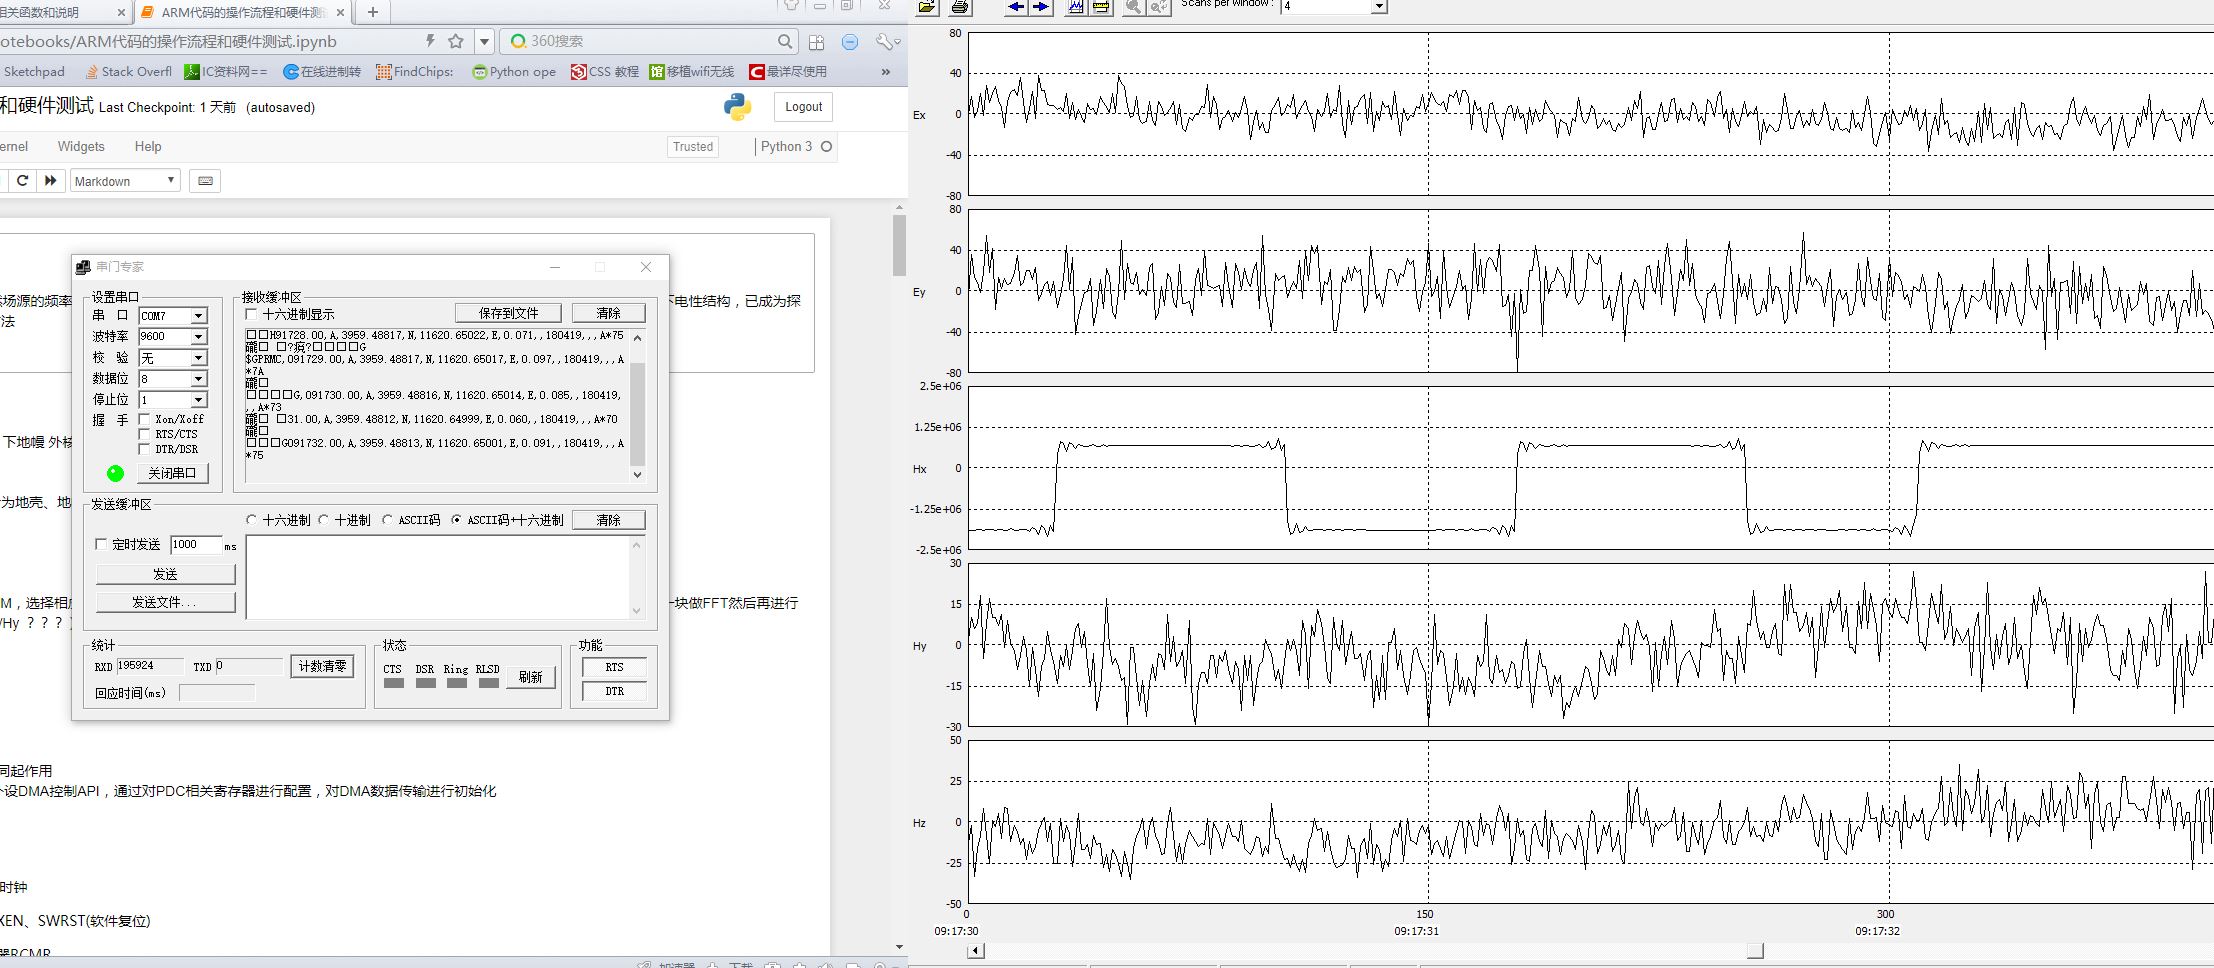 相关函数和说明
ARM代码的操作流程和硬件测试
otebooks/ARM代码的操作流程和硬件测试.ipynb
360搜索
Sketchpad
Stack Overfl
IC资料网==
在线进制转
FindChips:
Python ope
CSS 教程
移植wifi无线
最详尽使用
»
和硬件测试 Last Checkpoint: 1 天前 (autosaved)
Logout
ernel
Widgets
Help
Trusted
Python 3
Markdown
场源的频率
下电性结构，已成为探
法
下地幔 外核
为地壳、地
M，选择相应
一块做FFT然后再进行
/Hy ？？？
同起作用
设DMA控制API，通过对PDC相关寄存器进行配置，对DMA数据传输进行初始化
时钟
XEN、SWRST(软件复位)
器RCMR
加速器
下载
串门专家
设置串口
串 口 COM7
波特率 9600
校 验 无
数据位 8
停止位 1
握 手 Xon/Xoff
RTS/CTS
DTR/DSR
关闭串口
接收缓冲区
十六进制显示
保存到文件
清除
H91728.00,A,3959.48817,N,11620.65022,E,0.071,,180419,,,A*75
$GPRMC,091729.00,A,3959.48817,N,11620.65017,E,0.097,,180419,,,A
*7A
G,091730.00,A,3959.48816,N,11620.65014,E,0.085,,180419,
,,A*73
31.00,A,3959.48812,N,11620.64999,E,0.060,,180419,,,A*70
G091732.00,A,3959.48813,N,11620.65001,E,0.091,,180419,,,A
*75
发送缓冲区
十六进制
十进制
ASCII码
ASCII码+十六进制
清除
定时发送 1000 ms
发送
发送文件...
统计
RXD 195924
TXD 0
计数清零
回应时间(ms)
状态
CTS DSR Ring RLSD
刷新
功能
RTS
DTR
Scans per window : 4
80
40
Ex 0
-40
-80
80
40
Ey 0
-40
-80
2.5e+06
1.25e+06
Hx 0
-1.25e+06
-2.5e+06
30
15
Hy 0
-15
-30
50
25
Hz 0
-25
-50
0 150 300
09:17:30 09:17:31 09:17:32